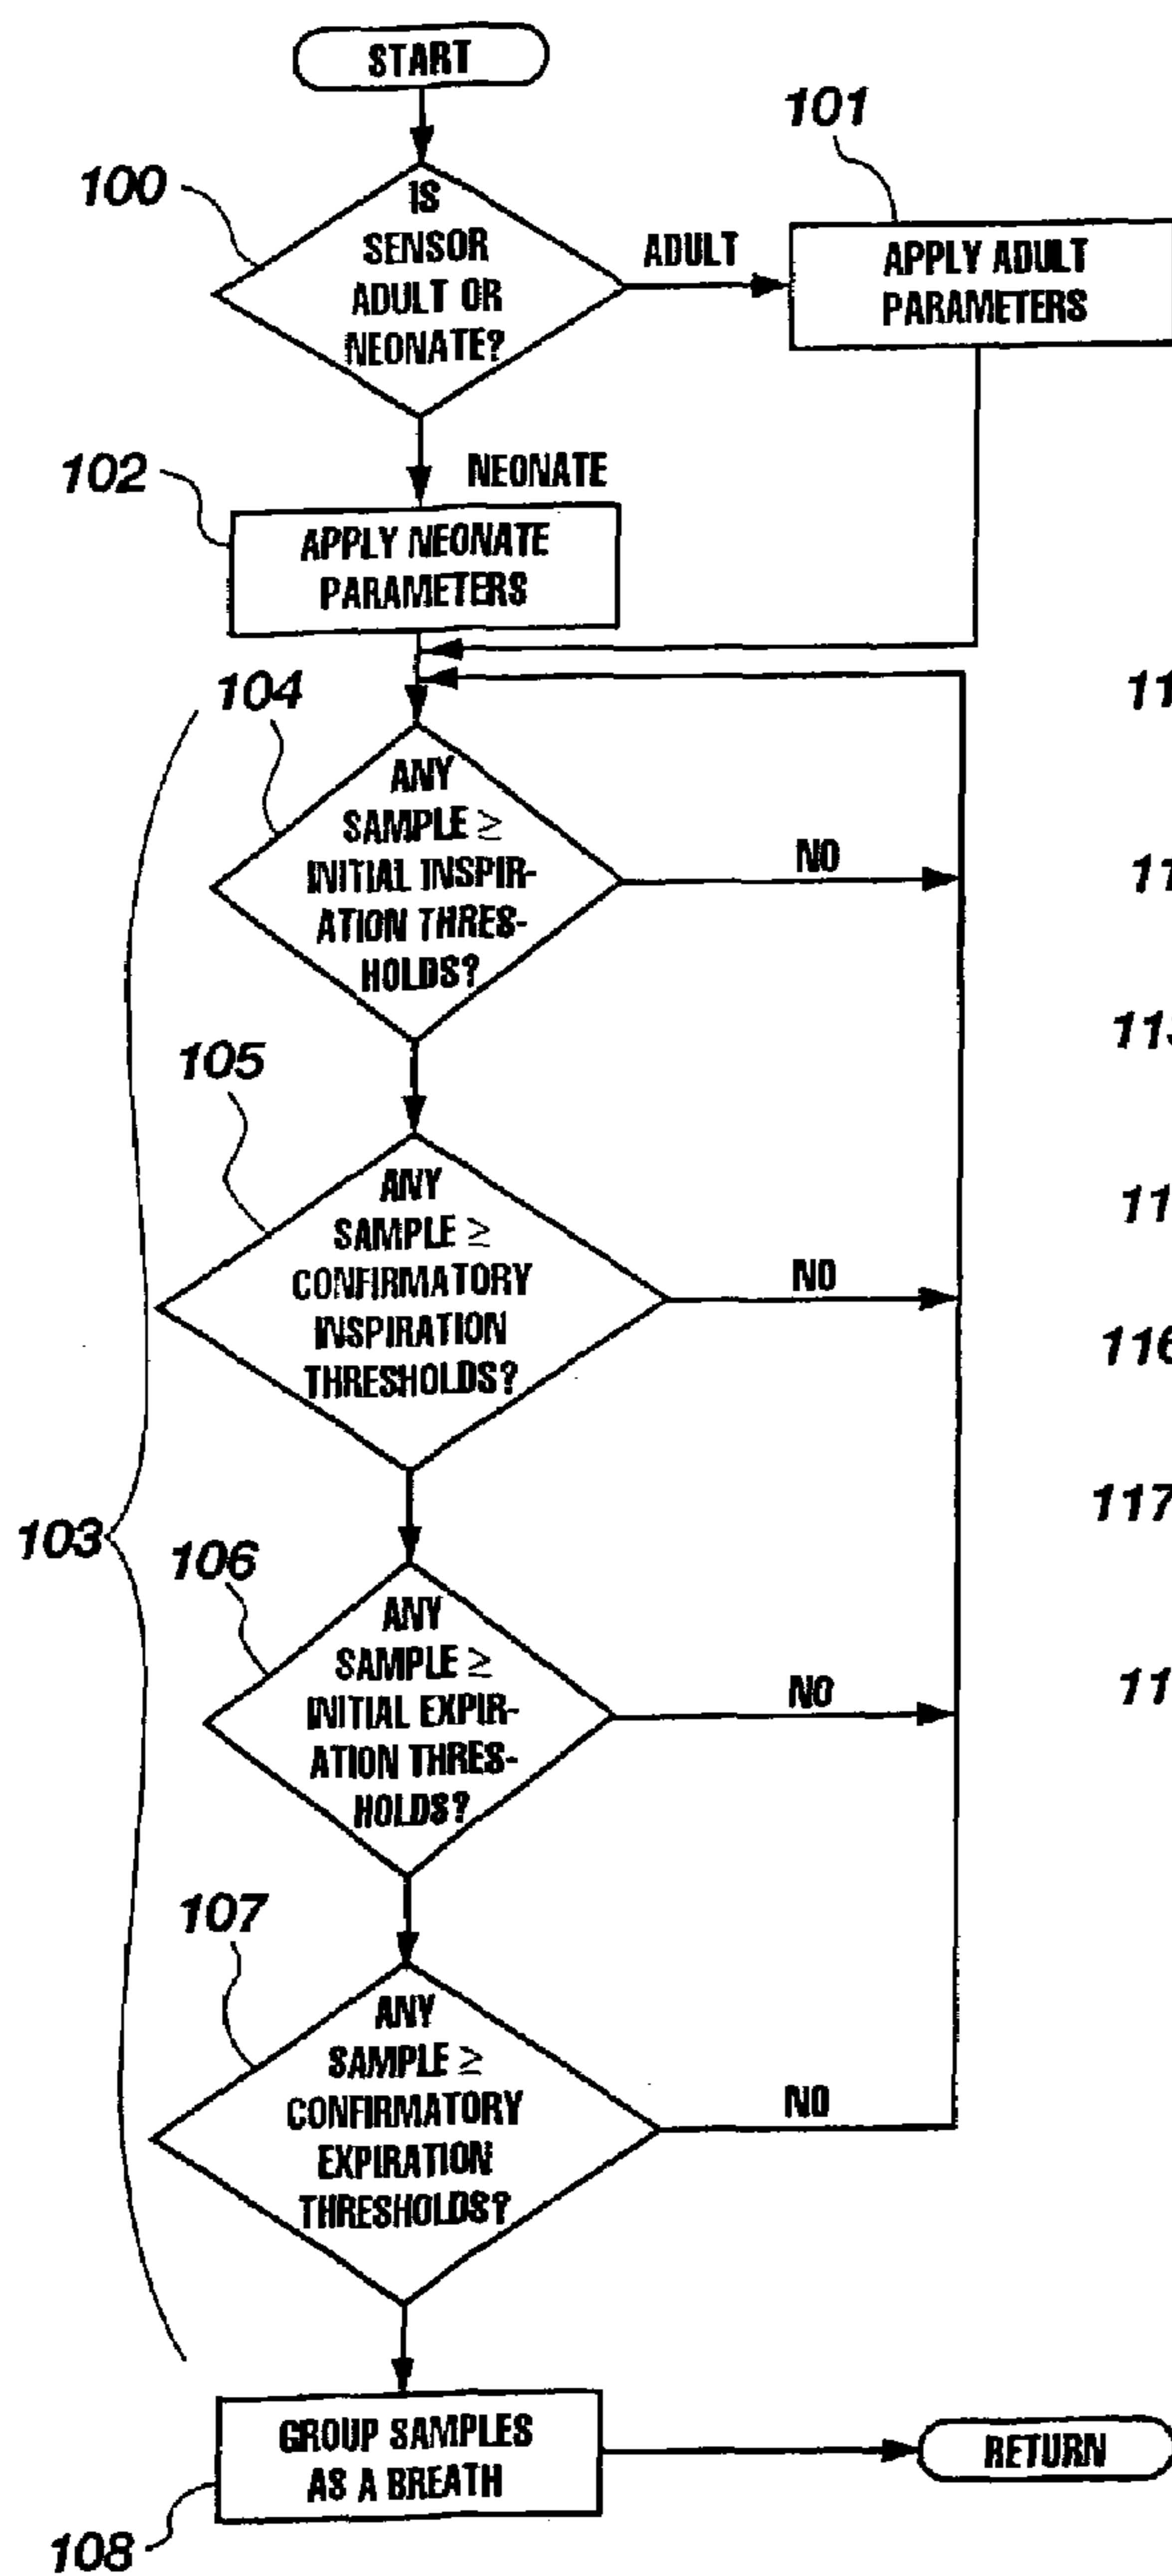 START
101
100
IS
SENSOR
ADULT OR
NEONATE?
ADULT
APPLY ADULT
PARAMETERS
102
NEONATE
APPLY NEONATE
PARAMETERS
104
ANY
SAMPLE ≥
INITIAL INSPIR-
ATION THRES-
HOLDS?
NO
105
ANY
SAMPLE ≥
CONFIRMATORY
INSPIRATION
THRESHOLDS?
NO
116
103
117
106
ANY
SAMPLE ≥
INITIAL EXPIR-
ATION THRES-
HOLDS?
NO
107
ANY
SAMPLE ≥
CONFIRMATORY
EXPIRATION
THRESHOLDS?
NO
GROUP SAMPLES
AS A BREATH
RETURN
108